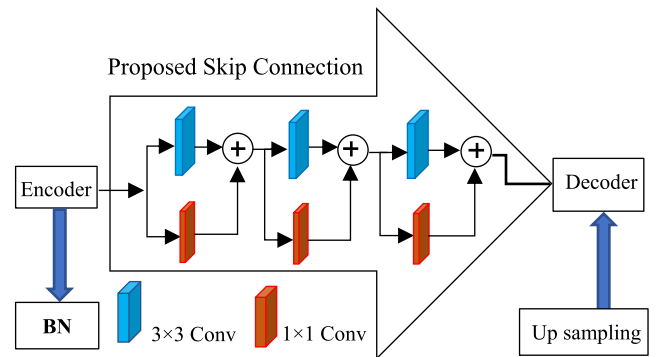 Proposed Skip Connection
+
+
+
Encoder
Decoder
BN
3×3 Conv
1×1 Conv
Up sampling